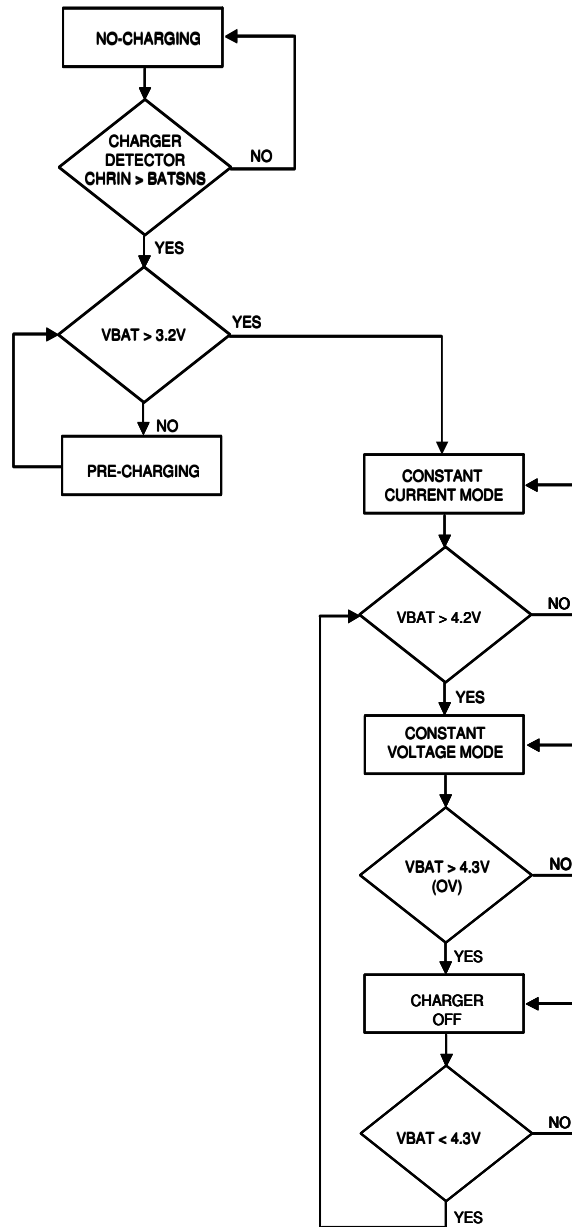 NO-CHARGING
CHARGER
DETECTOR
CHRIN > BATSNS
NO
YES
VBAT > 3.2V
YES
NO
PRE-CHARGING
CONSTANT
CURRENT MODE
VBAT > 4.2V
NO
YES
CONSTANT
VOLTAGE MODE
VBAT > 4.3V
(OV)
NO
YES
CHARGER
OFF
VBAT < 4.3V
NO
YES